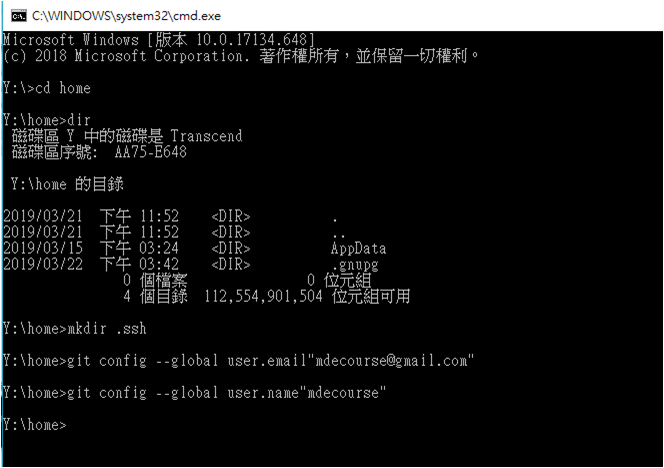 C:\WINDOWS\system32\cmd.exe
Microsoft Windows [版本 10.0.17134.648]
(c) 2018 Microsoft Corporation. 著作權所有，並保留一切權利。
Y:\>cd home
Y:\home>dir
磁碟區 Y 中的磁碟是 Transcend
磁碟區序號:  AA75-E648
Y:\home 的目錄
2019/03/21  下午 11:52    <DIR>          .
2019/03/21  下午 11:52    <DIR>          ..
2019/03/15  下午 03:24    <DIR>          AppData
2019/03/22  下午 03:42    <DIR>          .gnupg
0 個檔案               0 位元組
4 個目錄  112,554,901,504 位元組可用
Y:\home>mkdir .ssh
Y:\home>git config --global user.email"mdecourse@gmail.com"
Y:\home>git config --global user.name"mdecourse"
Y:\home>